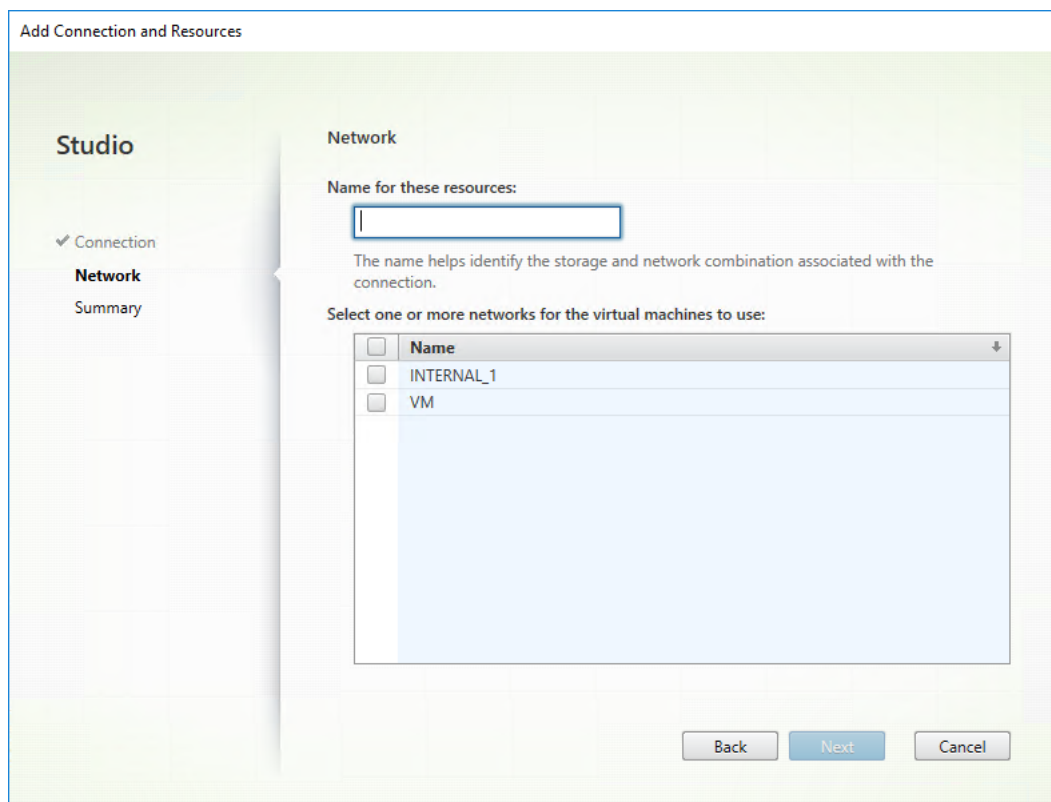 Add Connection and Resources
Studio
Connection
Network
Summary
Network
Name for these resources:
The name helps identify the storage and network combination associated with the
connection.
Select one or more networks for the virtual machines to use:
Name
INTERNAL_1
VM
Back
Next
Cancel